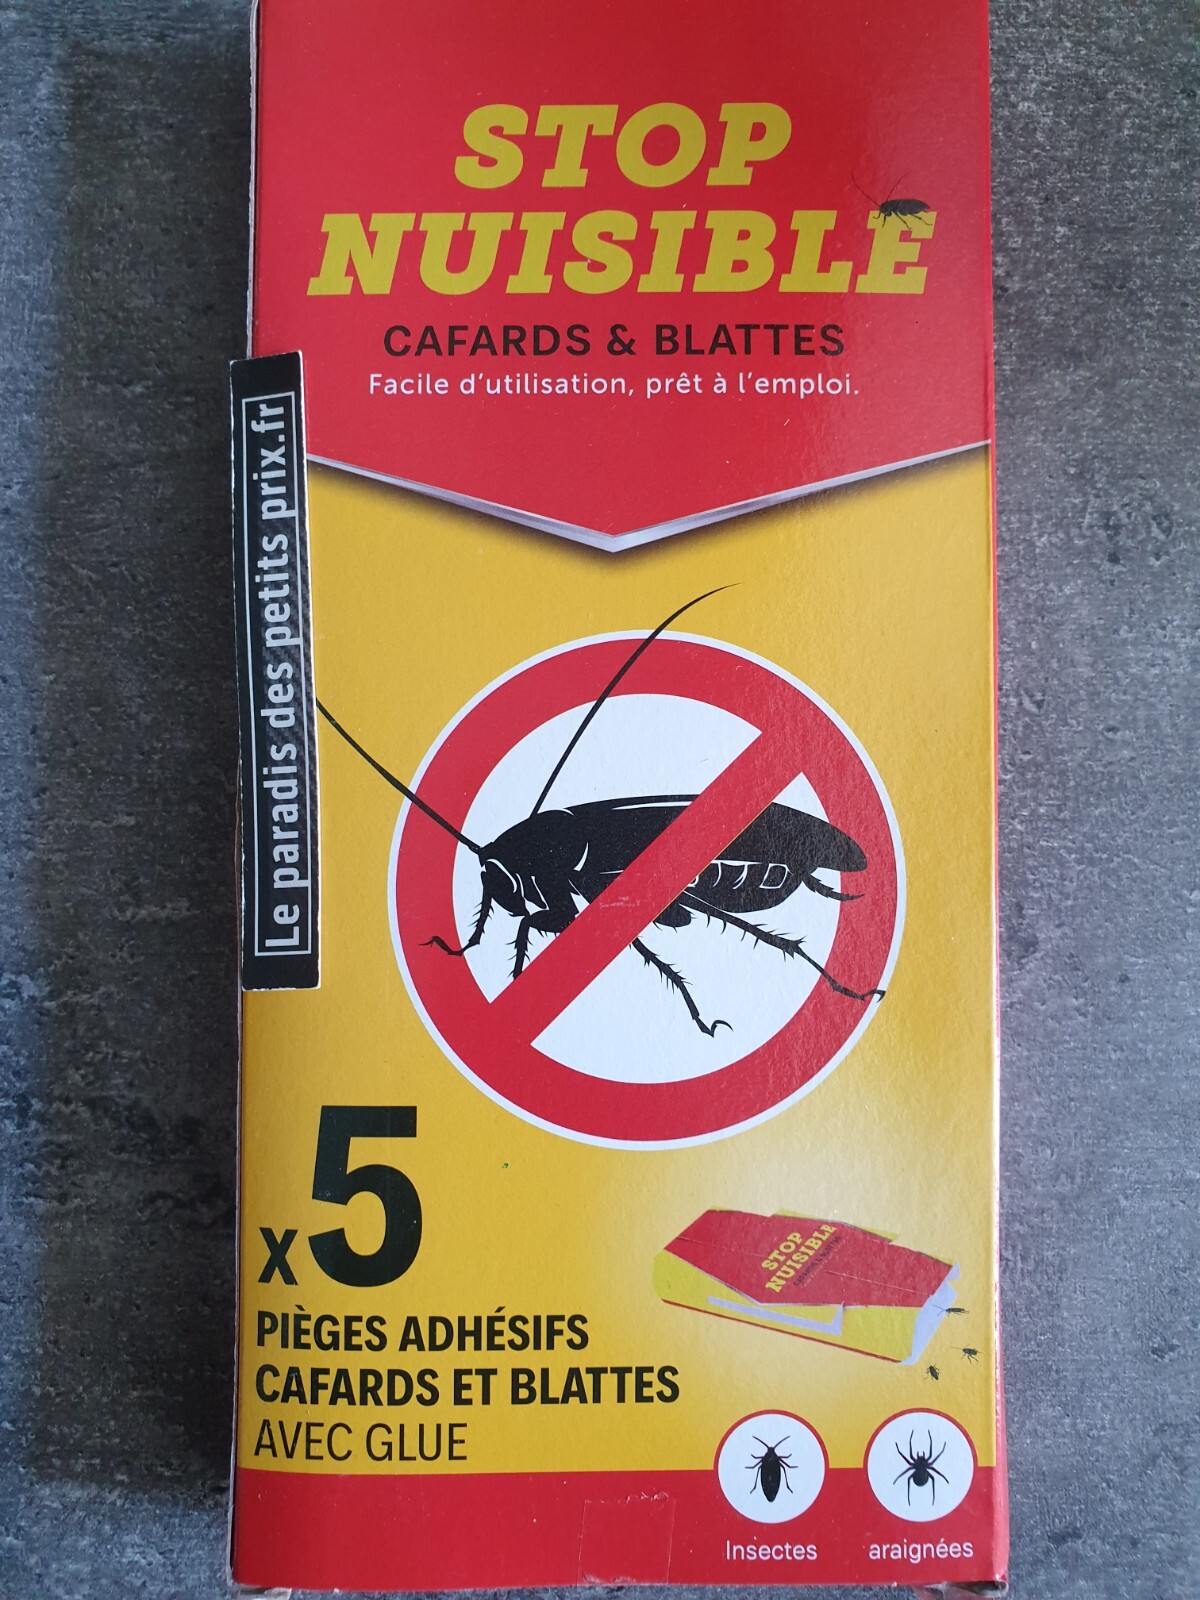 STOP
NUISIBLE
CAFARDS & BLATTES
Facile d'utilisation, prêt à l'emploi.
Le paradis des petits prix.fr
x5
PIÈGES ADHÉSIFS
CAFARDS ET BLATTES
AVEC GLUE
STOP
NUISIBLE
Insectes
araignées